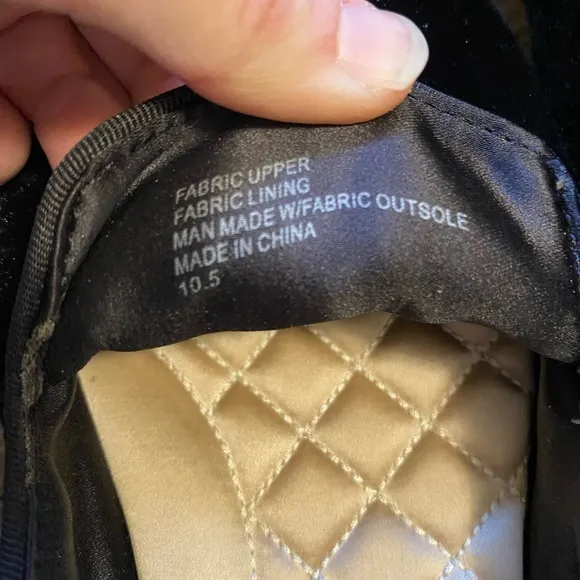 FABRIC UPPER
FABRIC LINING
MAN MADE W/FABRIC OUTSOLE
MADE IN CHINA
10.5